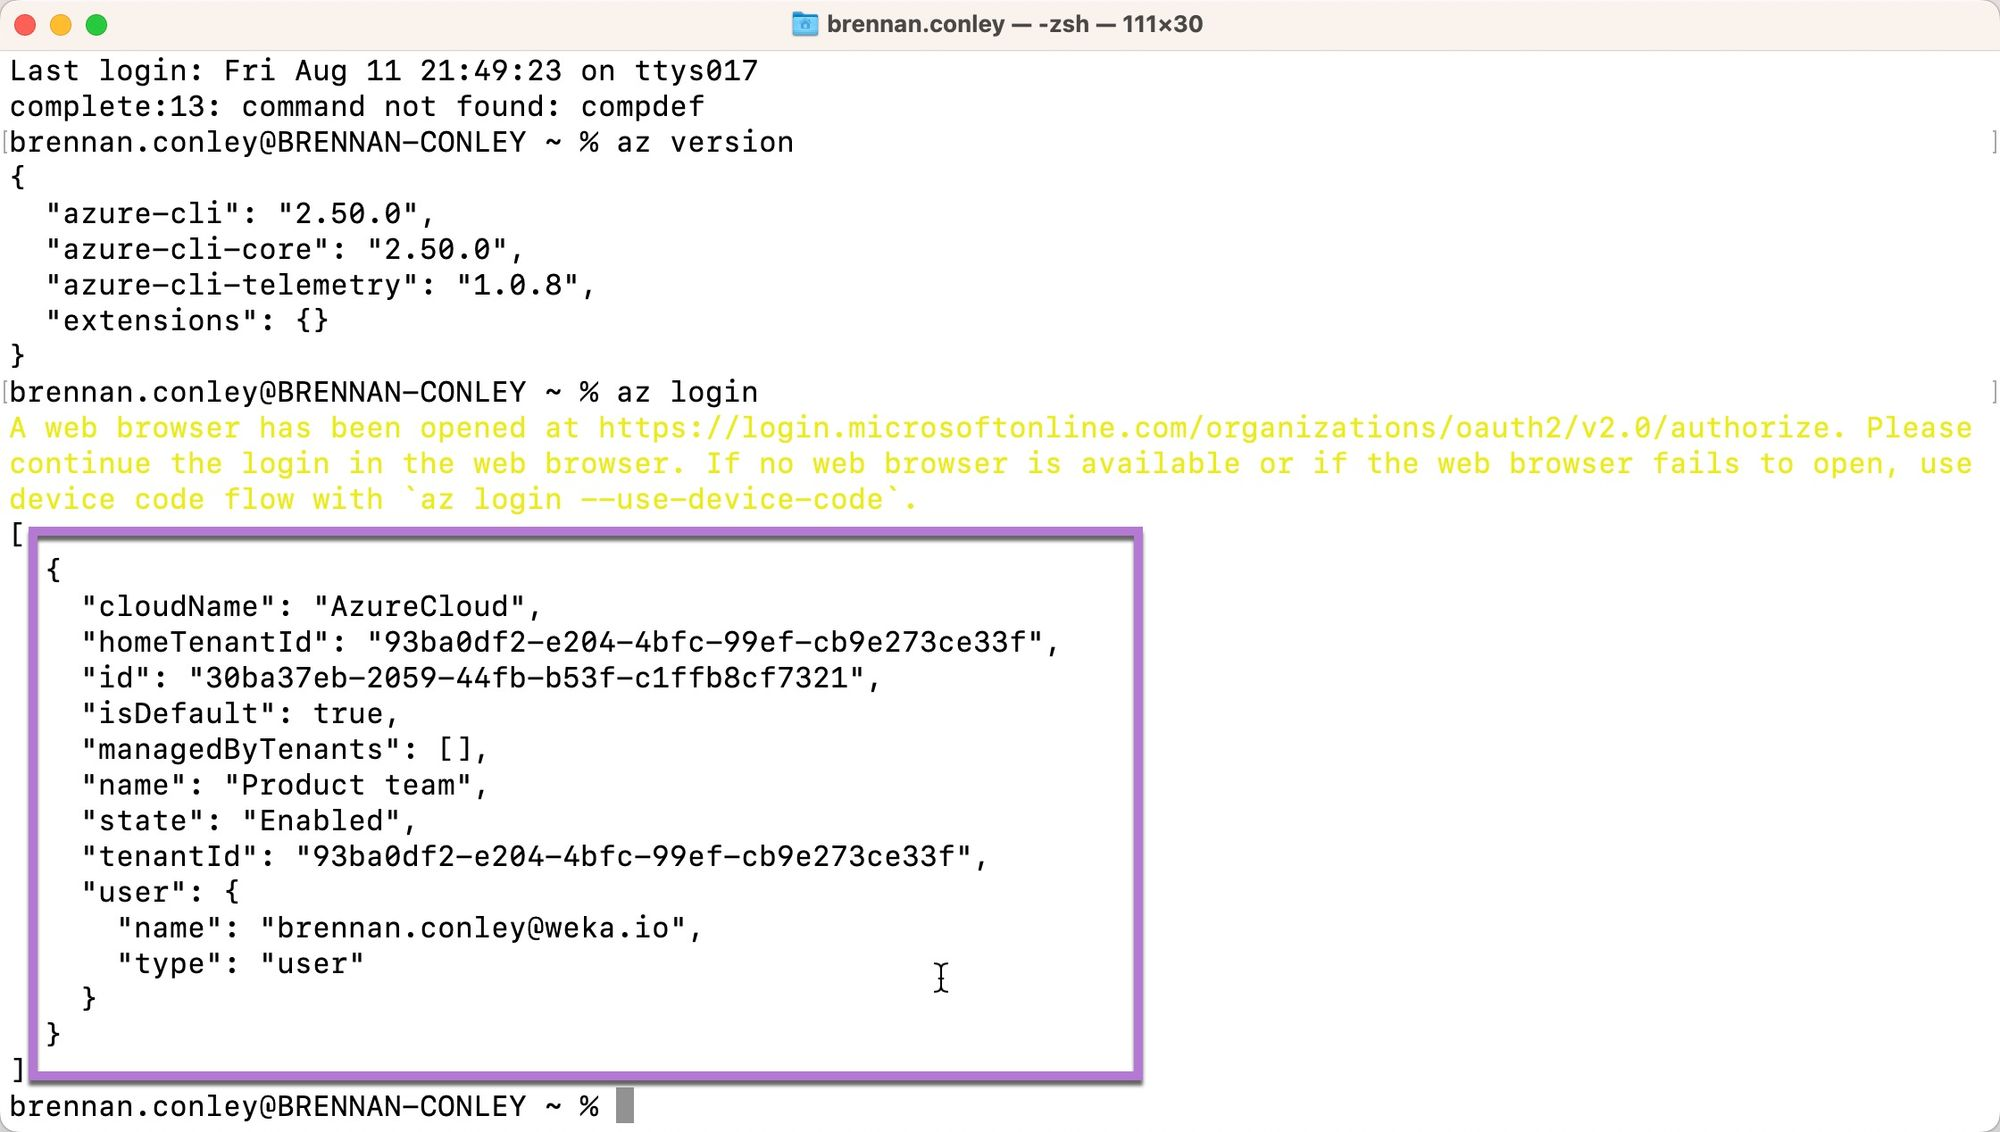 brennan.conley — -zsh — 111×30
Last login: Fri Aug 11 21:49:23 on ttys017
complete:13: command not found: compdef
[brennan.conley@BRENNAN-CONLEY ~ % az version ]
{
  "azure-cli": "2.50.0",
  "azure-cli-core": "2.50.0",
  "azure-cli-telemetry": "1.0.8",
  "extensions": {}
}
[brennan.conley@BRENNAN-CONLEY ~ % az login ]
A web browser has been opened at https://login.microsoftonline.com/organizations/oauth2/v2.0/authorize. Please
continue the login in the web browser. If no web browser is available or if the web browser fails to open, use
device code flow with `az login --use-device-code`.
[
  {
    "cloudName": "AzureCloud",
    "homeTenantId": "93ba0df2-e204-4bfc-99ef-cb9e273ce33f",
    "id": "30ba37eb-2059-44fb-b53f-c1ffb8cf7321",
    "isDefault": true,
    "managedByTenants": [],
    "name": "Product team",
    "state": "Enabled",
    "tenantId": "93ba0df2-e204-4bfc-99ef-cb9e273ce33f",
    "user": {
      "name": "brennan.conley@weka.io",
      "type": "user"
    }
  }
]
brennan.conley@BRENNAN-CONLEY ~ %